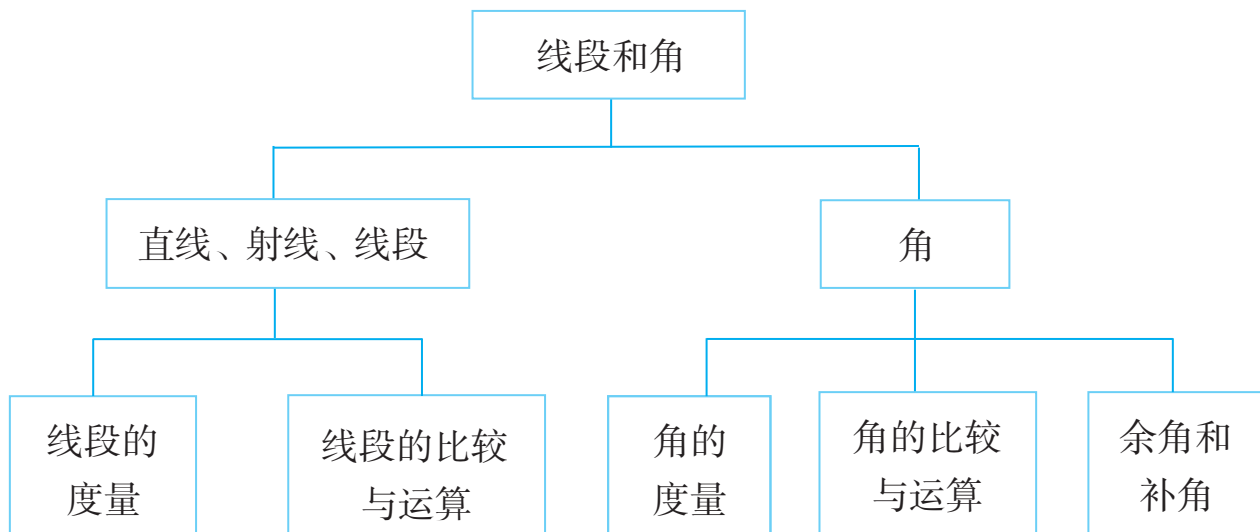 线段和角
直线、射线、线段
角
线段的
度量
线段的比较
与运算
角的
度量
角的比较
与运算
余角和
补角